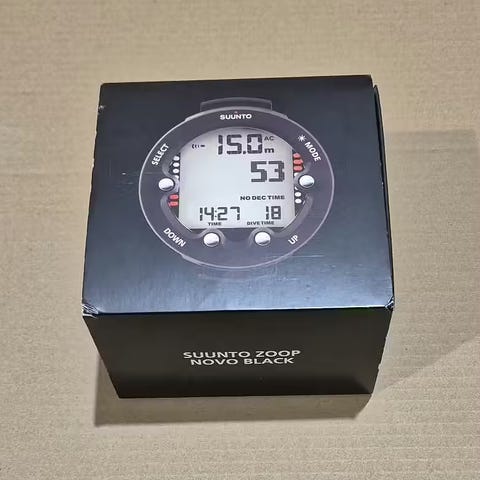 SUUNTO
SELECT
MODE
AC
15.0m
53
NO DEC TIME
14:27 18
TIME DIVE TIME
DOWN
UP
SUUNTO ZOOP
NOVO BLACK